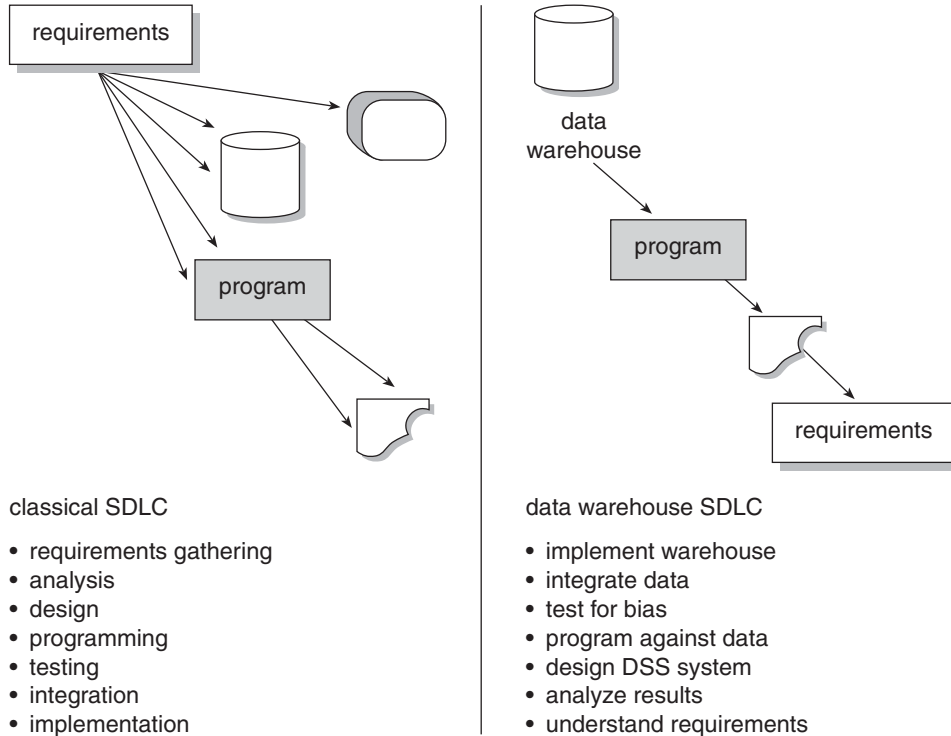 requirements
program
classical SDLC
• requirements gathering
• analysis
• design
• programming
• testing
• integration
• implementation
data
warehouse
program
requirements
data warehouse SDLC
• implement warehouse
• integrate data
• test for bias
• program against data
• design DSS system
• analyze results
• understand requirements